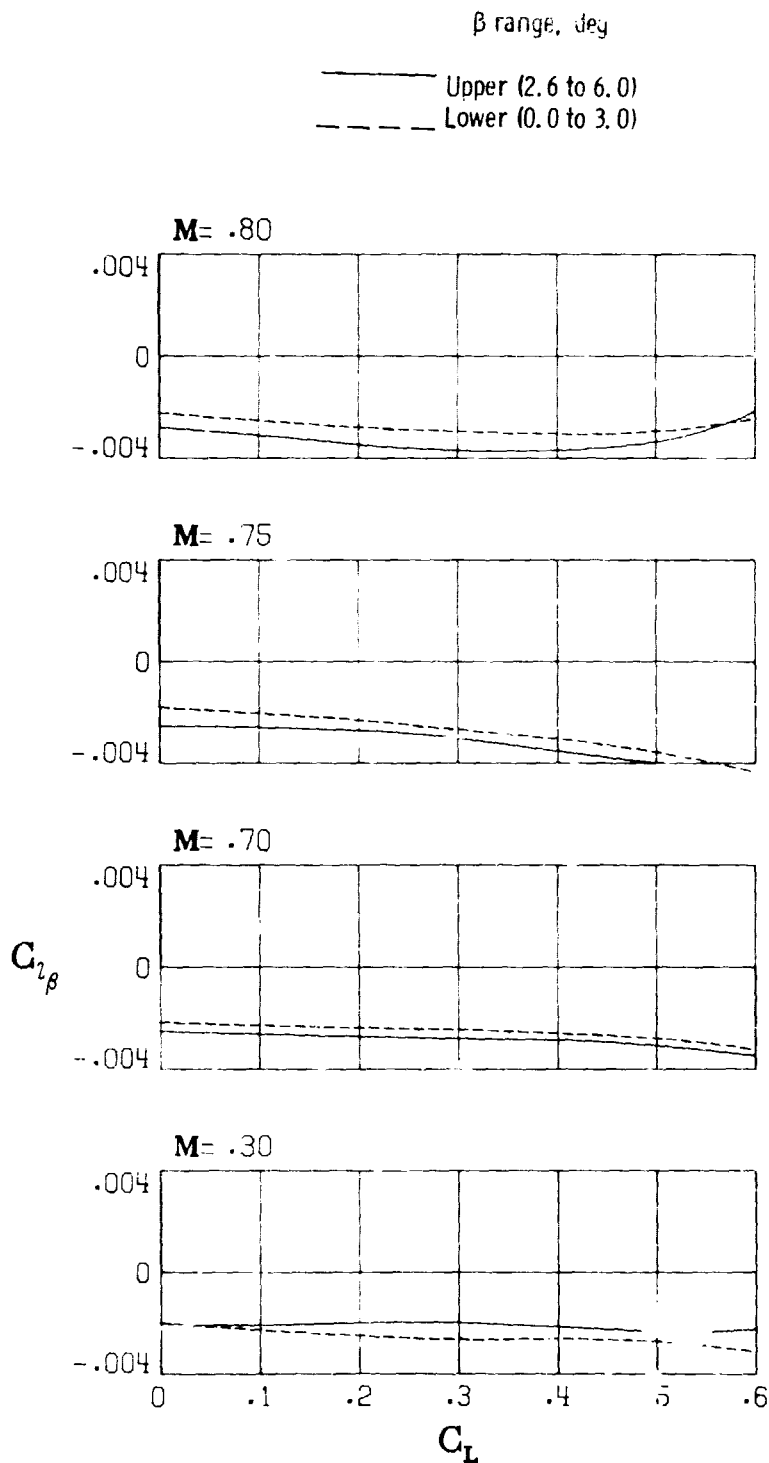 β range, deg
Upper (2.6 to 6.0)
Lower (0.0 to 3.0)
M= .80
.004
0
-.004
M= .75
.004
0
-.004
M= .70
.004
0
-.004
C_lβ
M= .30
.004
0
-.004
0 .1 .2 .3 .4 .5 .6
C_L